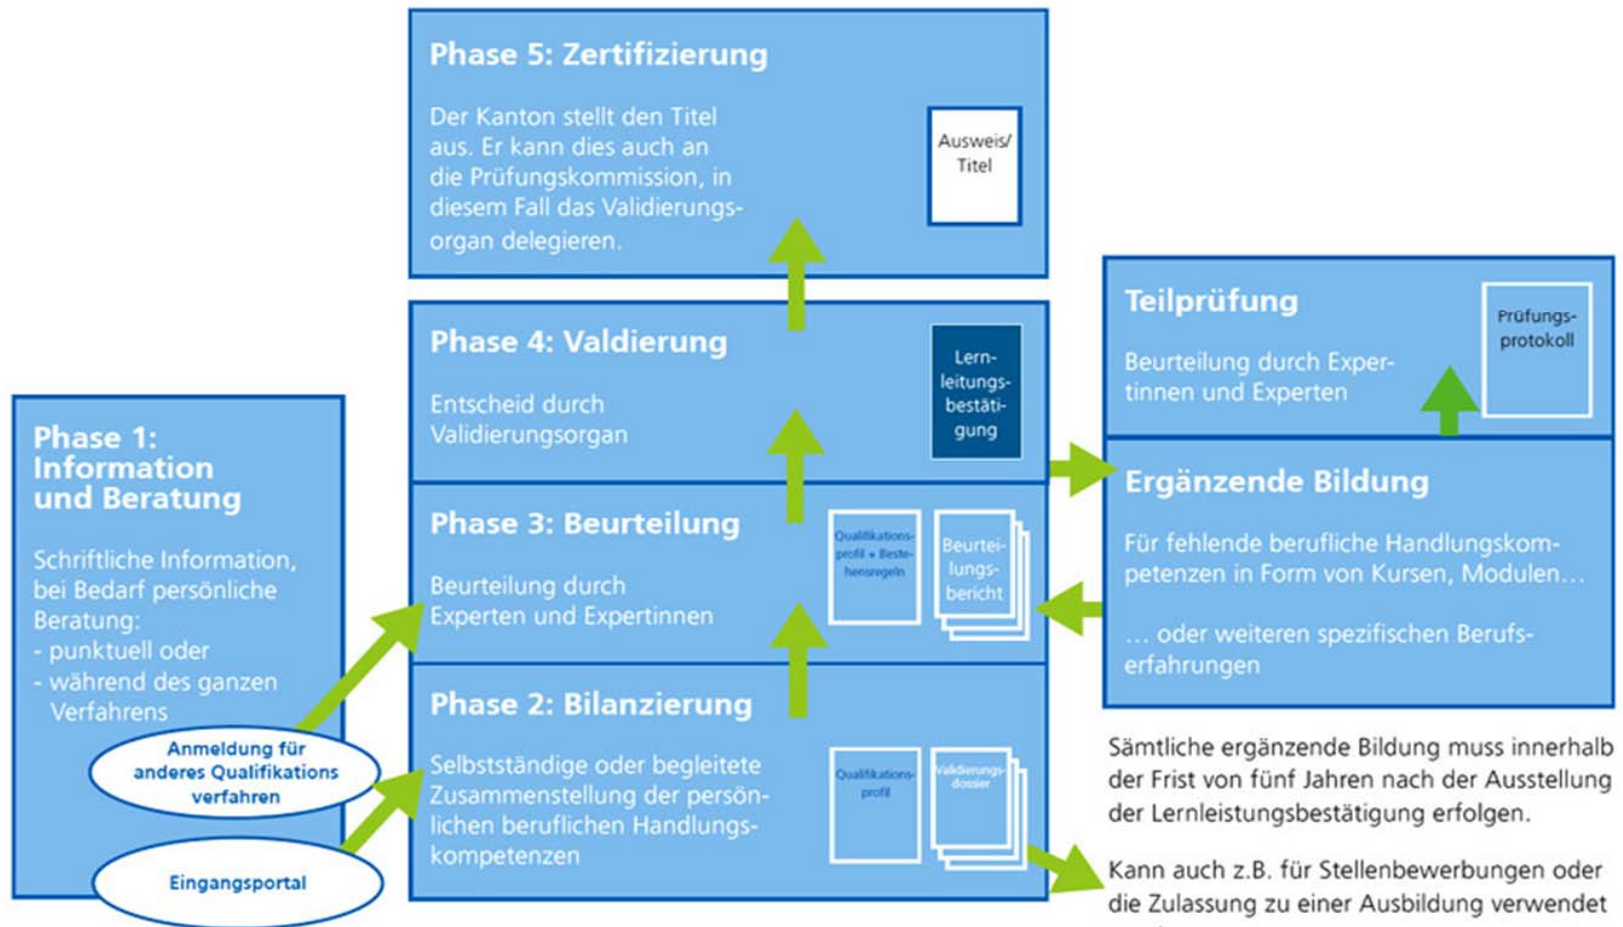 Phase 5: Zertifizierung
Der Kanton stellt den Titel
aus. Er kann dies auch an
die Prüfungskommission, in
diesem Fall das Validierungs-
organ delegieren.
Ausweis/
Titel
Phase 4: Valdierung
Entscheid durch
Validierungsorgan
Lern-
leitungs-
bestäti-
gung
Phase 3: Beurteilung
Beurteilung durch
Experten und Expertinnen
Qualifikations-
profil + Beste-
hensregeln
Beurtei-
lungs-
bericht
Phase 2: Bilanzierung
Selbstständige oder begleitete
Zusammenstellung der persön-
lichen beruflichen Handlungs-
kompetenzen
Qualifikations-
profil
Validierungs-
dossier
Phase 1:
Information
und Beratung
Schriftliche Information,
bei Bedarf persönliche
Beratung:
- punktuell oder
- während des ganzen
Verfahrens
Anmeldung für
anderes Qualifikations
verfahren
Eingangsportal
Teilprüfung
Beurteilung durch Exper-
tinnen und Experten
Prüfungs-
protokoll
Ergänzende Bildung
Für fehlende berufliche Handlungskom-
petenzen in Form von Kursen, Modulen...
... oder weiteren spezifischen Berufs-
erfahrungen
Sämtliche ergänzende Bildung muss innerhalb
der Frist von fünf Jahren nach der Ausstellung
der Lernleistungsbestätigung erfolgen.
Kann auch z.B. für Stellenbewerbungen oder
die Zulassung zu einer Ausbildung verwendet